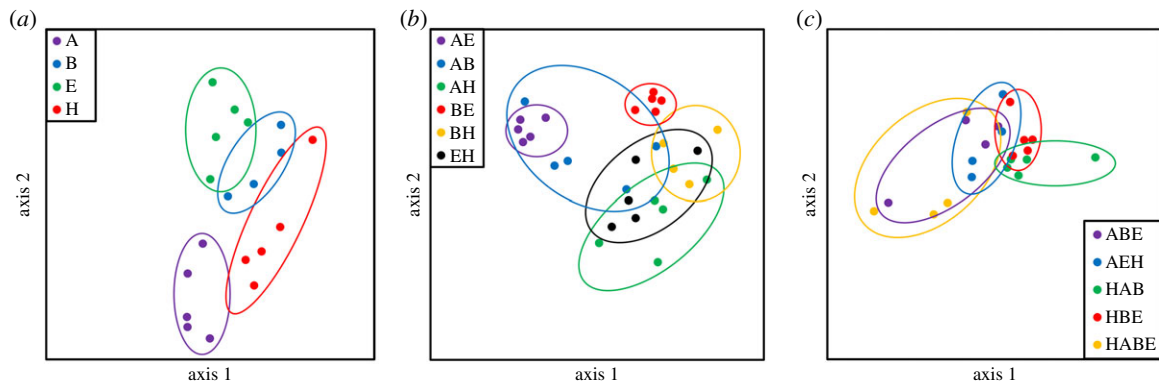 (a)
A
B
E
H
axis 2
axis 1
(b)
AE
AB
AH
BE
BH
EH
axis 2
axis 1
(c)
ABE
AEH
HAB
HBE
HABE
axis 2
axis 1